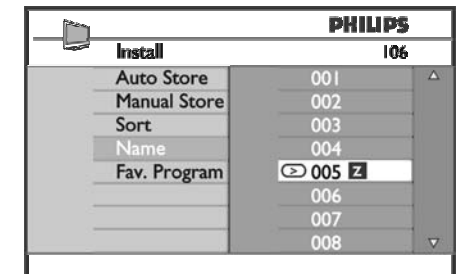 PHILIPS
Install 106
Auto Store 001
Manual Store 002
Sort 003
Name 004
Fav. Program > 005 Z
006
007
008